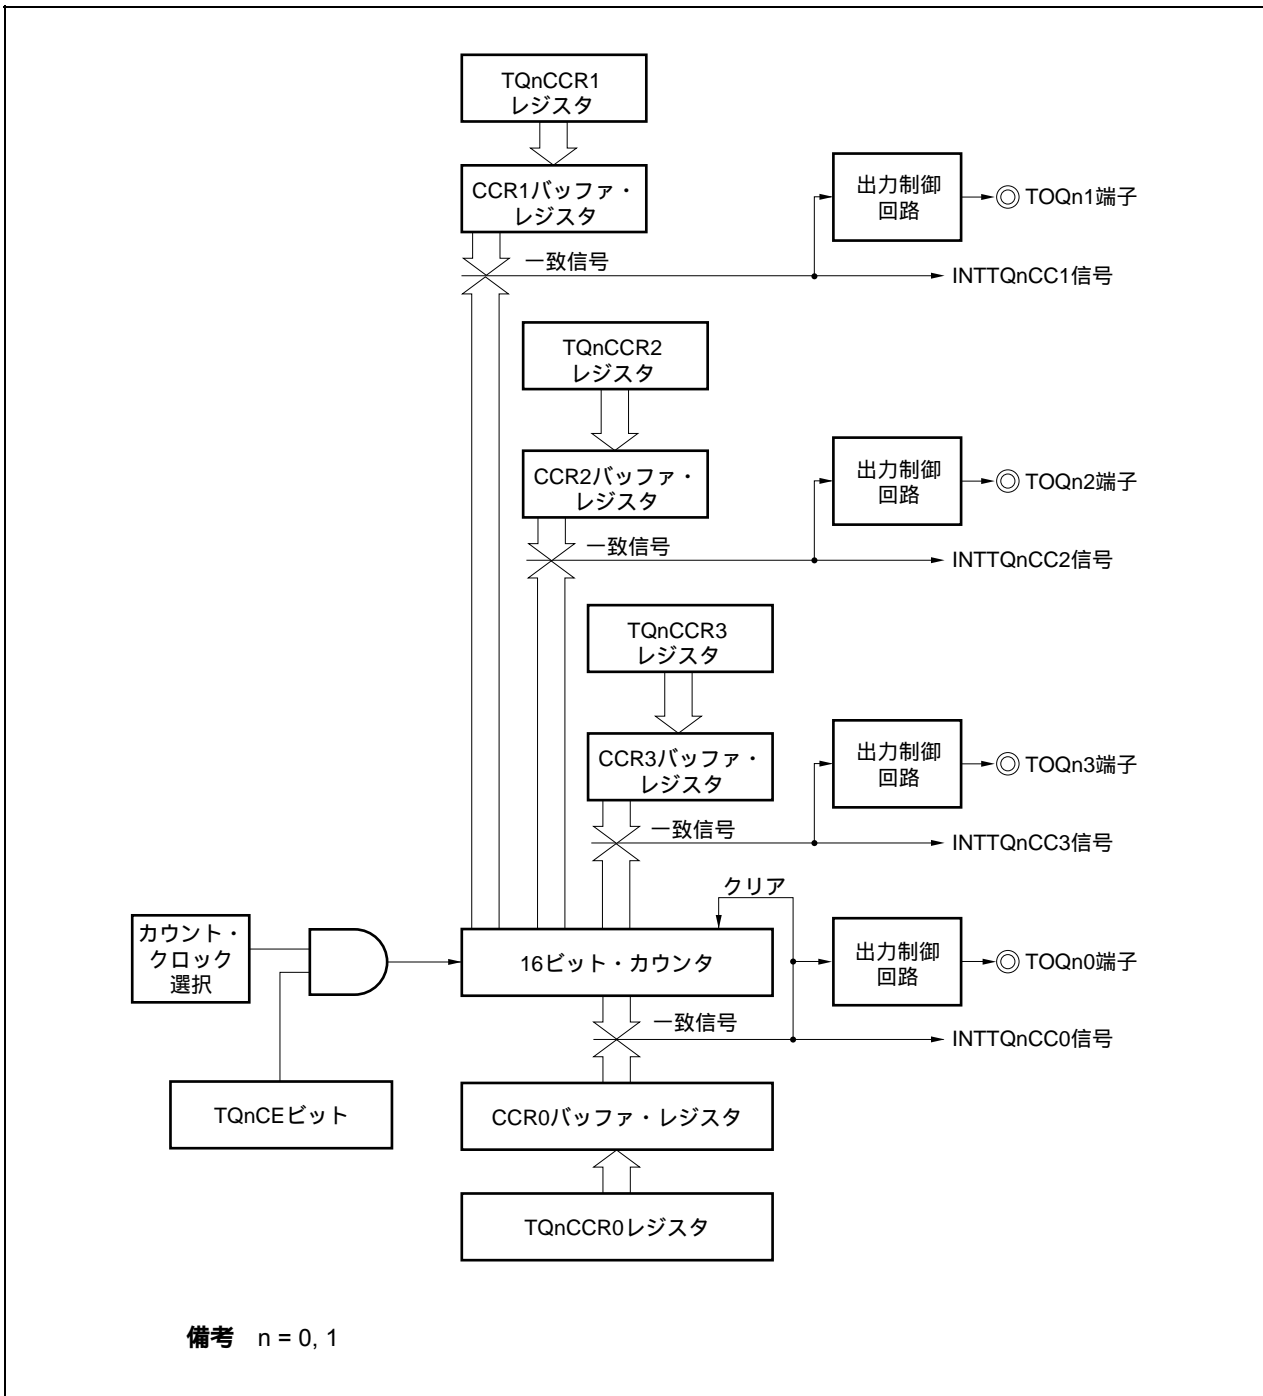 TQnCCR1
レジスタ
CCR1バッファ・
レジスタ
出力制御
回路
TOQn1端子
一致信号
INTTQnCC1信号
TQnCCR2
レジスタ
CCR2バッファ・
レジスタ
出力制御
回路
TOQn2端子
一致信号
INTTQnCC2信号
TQnCCR3
レジスタ
CCR3バッファ・
レジスタ
出力制御
回路
TOQn3端子
一致信号
INTTQnCC3信号
クリア
カウント・
クロック
選択
16ビット・カウンタ
出力制御
回路
TOQn0端子
一致信号
INTTQnCC0信号
TQnCEビット
CCR0バッファ・レジスタ
TQnCCR0レジスタ
備考 n = 0, 1